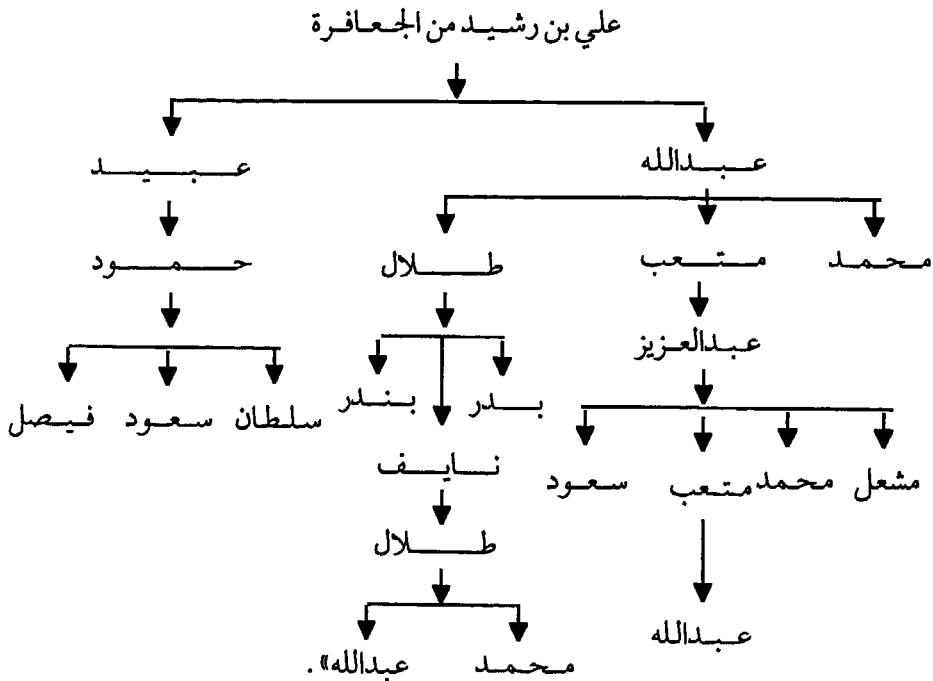 علي بن رشيد من الجعافرة
عبدالله عبيد
محمد متعب طلال حمود
عبدالعزيز
بدر بندر سلطان سعود فيصل
مشعل محمد متعب سعود نايف
طلال
عبدالله
محمد عبدالله».